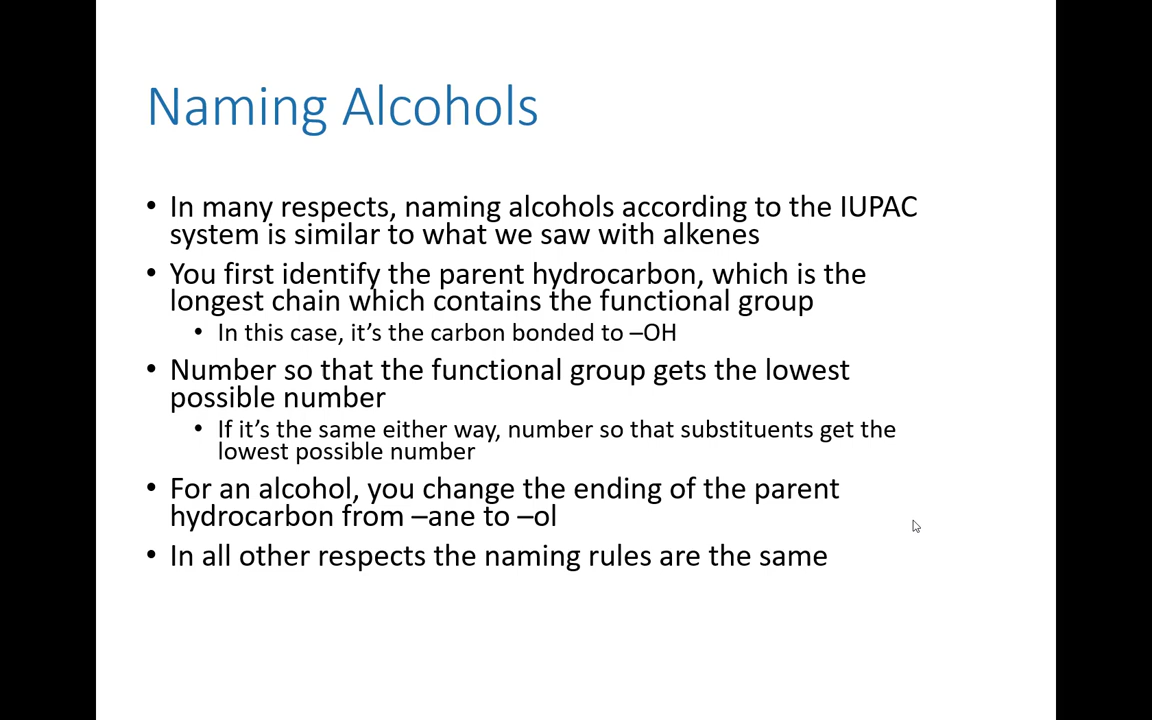 Naming Alcohols
• In many respects, naming alcohols according to the IUPAC
system is similar to what we saw with alkenes
• You first identify the parent hydrocarbon, which is the
longest chain which contains the functional group
• In this case, it’s the carbon bonded to –OH
• Number so that the functional group gets the lowest
possible number
• If it’s the same either way, number so that substituents get the
lowest possible number
• For an alcohol, you change the ending of the parent
hydrocarbon from –ane to –ol
• In all other respects the naming rules are the same